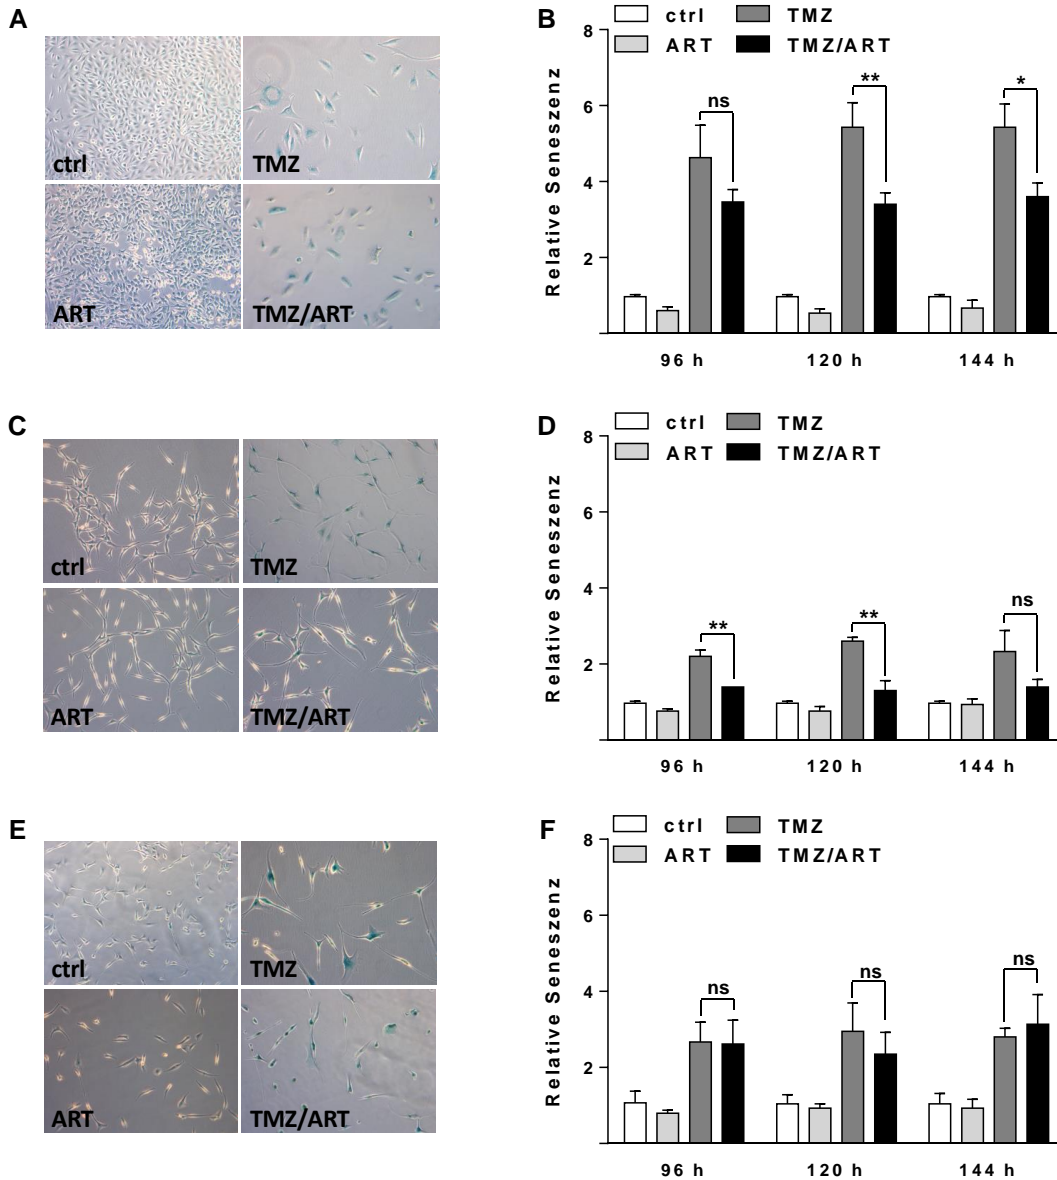 A
ctrl
TMZ
ART
TMZ/ART
B
ctrl TMZ
ART TMZ/ART
Relative Seneszenz
8
6
4
2
ns
**
*
96 h 120 h 144 h
C
ctrl
TMZ
ART
TMZ/ART
D
ctrl TMZ
ART TMZ/ART
Relative Seneszenz
8
6
4
2
**
**
ns
96 h 120 h 144 h
E
ctrl
TMZ
ART
TMZ/ART
F
ctrl TMZ
ART TMZ/ART
Relative Seneszenz
8
6
4
2
ns
ns
ns
96 h 120 h 144 h